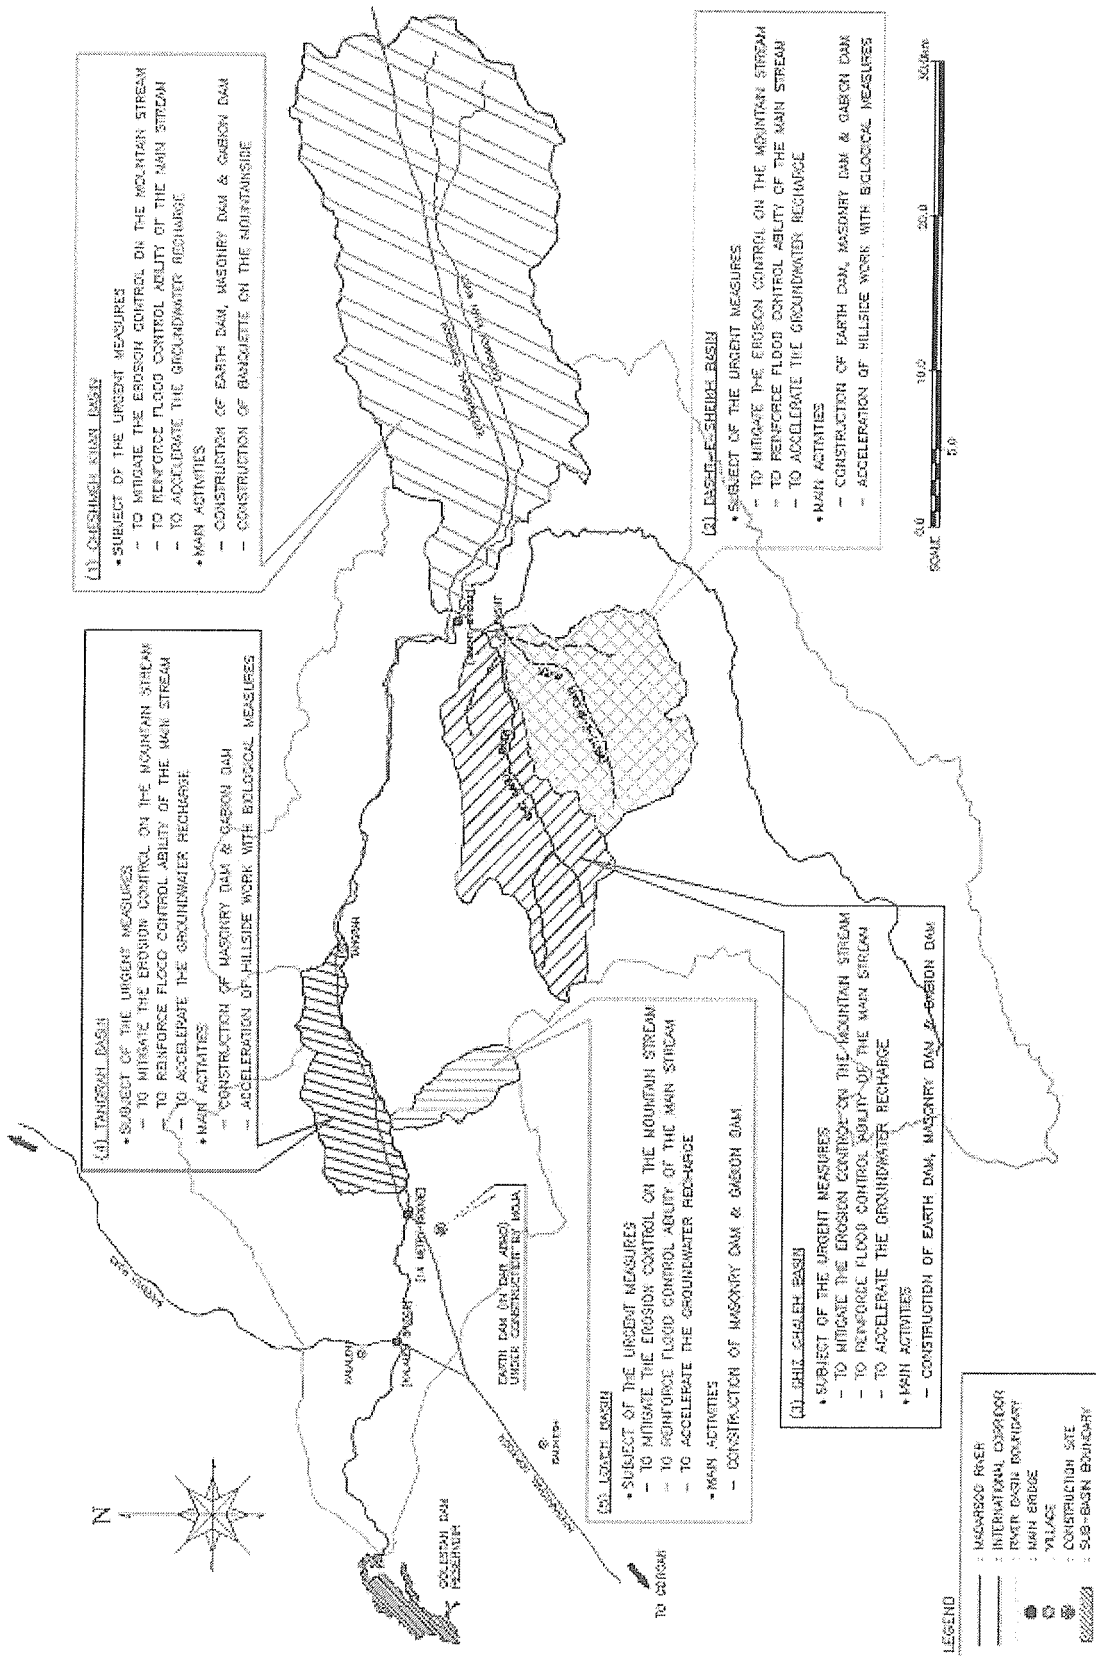 (1) CHESHMEH KHAN BASIN
• SUBJECT OF THE URGENT MEASURES
– TO MITIGATE THE EROSION CONTROL ON THE MOUNTAIN STREAM
– TO REINFORCE FLOOD CONTROL ABILITY OF THE MAIN STREAM
– TO ACCELERATE THE GROUNDWATER RECHARGE
• MAIN ACTIVITIES
– CONSTRUCTION OF EARTH DAM, MASONRY DAM & GABION DAM
– CONSTRUCTION OF BANQUETTE ON THE MOUNTAINSIDE
(4) TANGRAH BASIN
• SUBJECT OF THE URGENT MEASURES
– TO MITIGATE THE EROSION CONTROL ON THE MOUNTAIN STREAM
– TO REINFORCE FLOOD CONTROL ABILITY OF THE MAIN STREAM
– TO ACCELERATE THE GROUNDWATER RECHARGE
• MAIN ACTIVITIES
– CONSTRUCTION OF MASONRY DAM & GABION DAM
– ACCELERATION OF HILLSIDE WORK WITH BIOLOGICAL MEASURES
N
TANGRAH
GOLESTAN DAM
RESERVOIR
EARTH DAM
UNDER CONSTRUCTION BY MOJA
TO GORGAN
(5) LOWER BASIN
• SUBJECT OF THE URGENT MEASURES
– TO MITIGATE THE EROSION CONTROL ON THE MOUNTAIN STREAM
– TO REINFORCE FLOOD CONTROL ABILITY OF THE MAIN STREAM
– TO ACCELERATE THE GROUNDWATER RECHARGE
• MAIN ACTIVITIES
– CONSTRUCTION OF MASONRY DAM & GABION DAM
(3) GHIZ GHALEH BASIN
• SUBJECT OF THE URGENT MEASURES
– TO MITIGATE THE EROSION CONTROL ON THE MOUNTAIN STREAM
– TO REINFORCE FLOOD CONTROL ABILITY OF THE MAIN STREAM
– TO ACCELERATE THE GROUNDWATER RECHARGE
• MAIN ACTIVITIES
– CONSTRUCTION OF EARTH DAM, MASONRY DAM & GABION DAM
(2) DASHT-E-SHEIKH BASIN
• SUBJECT OF THE URGENT MEASURES
– TO MITIGATE THE EROSION CONTROL ON THE MOUNTAIN STREAM
– TO REINFORCE FLOOD CONTROL ABILITY OF THE MAIN STREAM
– TO ACCELERATE THE GROUNDWATER RECHARGE
• MAIN ACTIVITIES
– CONSTRUCTION OF EARTH DAM, MASONRY DAM & GABION DAM
– ACCELERATION OF HILLSIDE WORK WITH BIOLOGICAL MEASURES
SCALE 0.0 5.0 10.0 20.0 30.0km
LEGEND
: MADARSOO RIVER
: INTERNATIONAL CORRIDOR
: RIVER BASIN BOUNDARY
: MAIN BRIDGE
: VILLAGE
: CONSTRUCTION SITE
: SUB-BASIN BOUNDARY